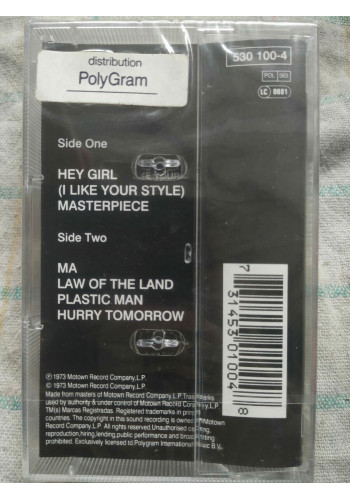 distribution
PolyGram
530 100-4
POL
LC 0001
Side One
HEY GIRL
(I LIKE YOUR STYLE)
MASTERPIECE
Side Two
MA
LAW OF THE LAND
PLASTIC MAN
HURRY TOMORROW
7 31453 01004 8
℗ 1973 Motown Record Company, L.P.
© 1973 Motown Record Company, L.P.
Made from masters of Motown Record Company, L.P. Trademarks
used by authority & under control of Motown Record Company, L.P.
TM(s) Marcas Registradas. Registered trademarks in principle
countries. The copyright in this sound recording is owned by Motown
Record Company, L.P. All rights reserved. Unauthorised copying,
reproduction, hiring, lending, public performance and broadcasting
prohibited. Exclusively licensed to Polygram International Music B.V.